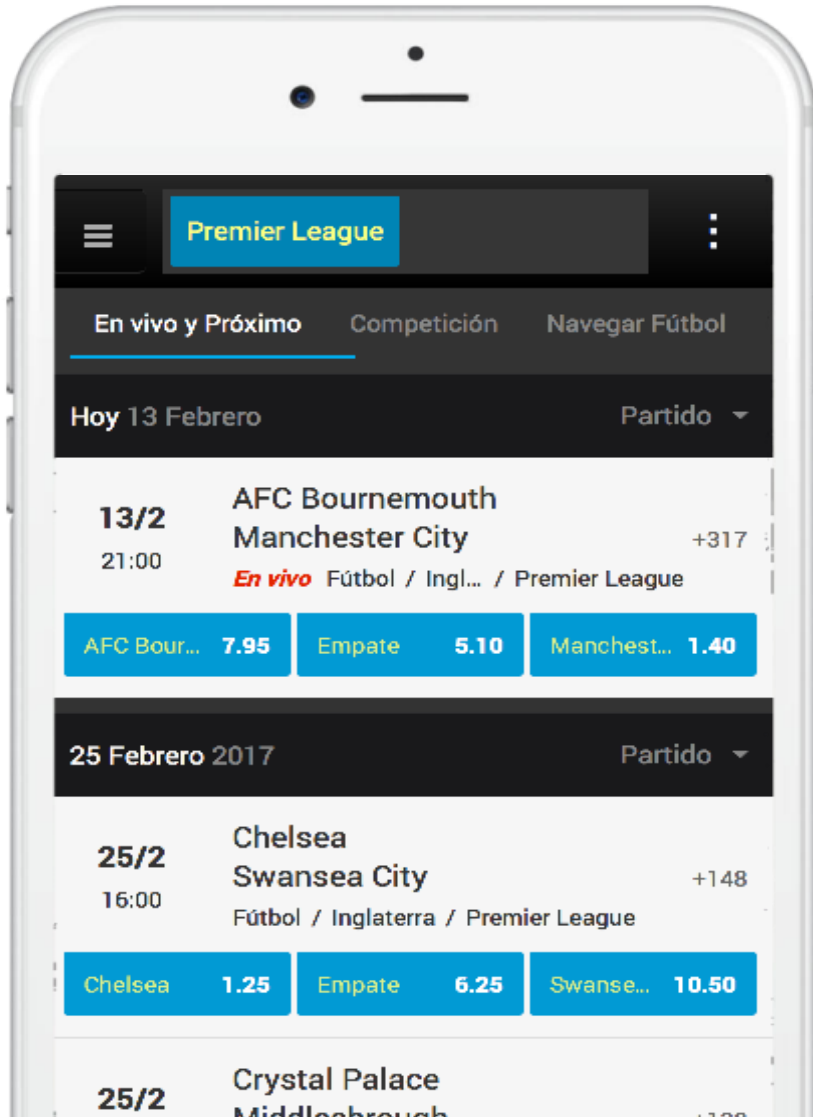 Premier League
En vivo y Próximo Competición Navegar Fútbol
Hoy 13 Febrero Partido
13/2 AFC Bournemouth
21:00 Manchester City +317
En vivo Fútbol / Ingl... / Premier League
AFC Bour... 7.95 Empate 5.10 Manchest... 1.40
25 Febrero 2017 Partido
25/2 Chelsea
16:00 Swansea City +148
Fútbol / Inglaterra / Premier League
Chelsea 1.25 Empate 6.25 Swanse... 10.50
25/2 Crystal Palace
Middlesbrough